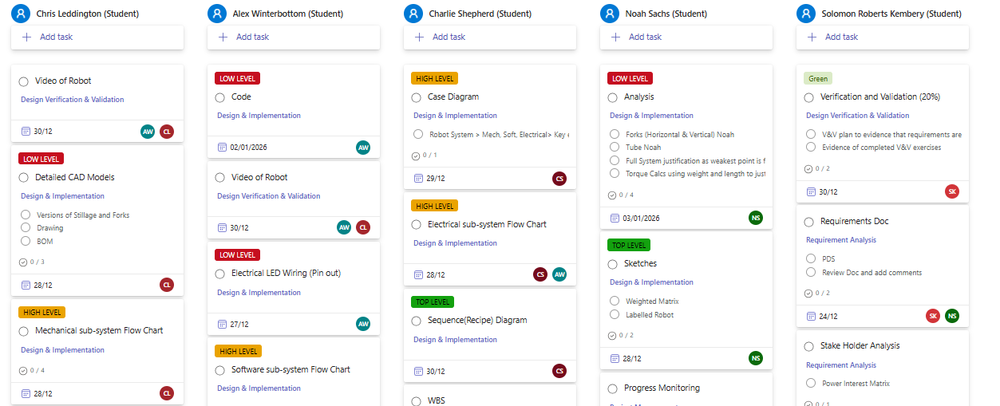 Chris Leddington (Student)
Add task
Video of Robot
Design Verification & Validation
30/12
AW
CL
LOW LEVEL
Detailed CAD Models
Design & Implementation
Versions of Stillage and Forks
Drawing
BOM
0 / 3
28/12
CL
HIGH LEVEL
Mechanical sub-system Flow Chart
Design & Implementation
0 / 4
28/12
CL
Alex Winterbottom (Student)
Add task
LOW LEVEL
Code
Design & Implementation
02/01/2026
AW
Video of Robot
Design Verification & Validation
30/12
AW
CL
LOW LEVEL
Electrical LED Wiring (Pin out)
Design & Implementation
27/12
AW
HIGH LEVEL
Software sub-system Flow Chart
Design & Implementation
Charlie Shepherd (Student)
Add task
HIGH LEVEL
Case Diagram
Design & Implementation
Robot System > Mech, Soft, Electrical> Key
0 / 1
29/12
CS
HIGH LEVEL
Electrical sub-system Flow Chart
Design & Implementation
28/12
CS
AW
TOP LEVEL
Sequence(Recipe) Diagram
Design & Implementation
30/12
CS
WBS
Noah Sachs (Student)
Add task
LOW LEVEL
Analysis
Design & Implementation
Forks (Horizontal & Vertical) Noah
Tube Noah
Full System justification as weakest point is f
Torque Calcs using weight and length to just
0 / 4
03/01/2026
NS
TOP LEVEL
Sketches
Design & Implementation
Weighted Matrix
Labelled Robot
0 / 2
28/12
NS
Progress Monitoring
Solomon Roberts Kembery (Student)
Add task
Green
Verification and Validation (20%)
Design Verification & Validation
V&V plan to evidence that requirements are
Evidence of completed V&V exercises
0 / 2
30/12
SK
Requirements Doc
Requirement Analysis
PDS
Review Doc and add comments
0 / 2
24/12
SK
NS
Stake Holder Analysis
Requirement Analysis
Power Interest Matrix
0 / 1